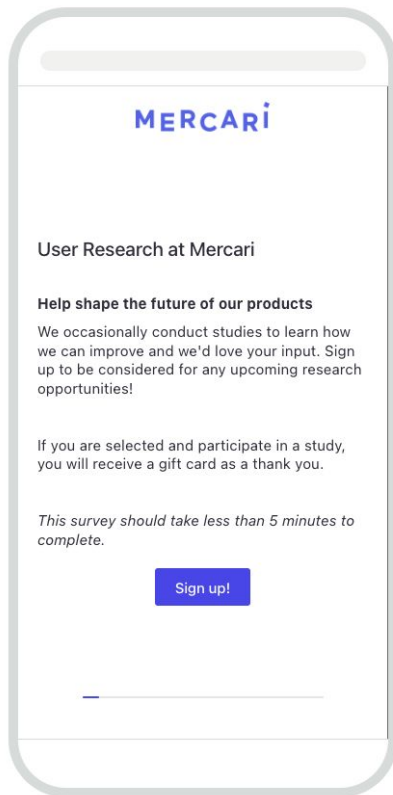 MERCARI
User Research at Mercari
Help shape the future of our products
We occasionally conduct studies to learn how
we can improve and we'd love your input. Sign
up to be considered for any upcoming research
opportunities!
If you are selected and participate in a study,
you will receive a gift card as a thank you.
This survey should take less than 5 minutes to
complete.
Sign up!